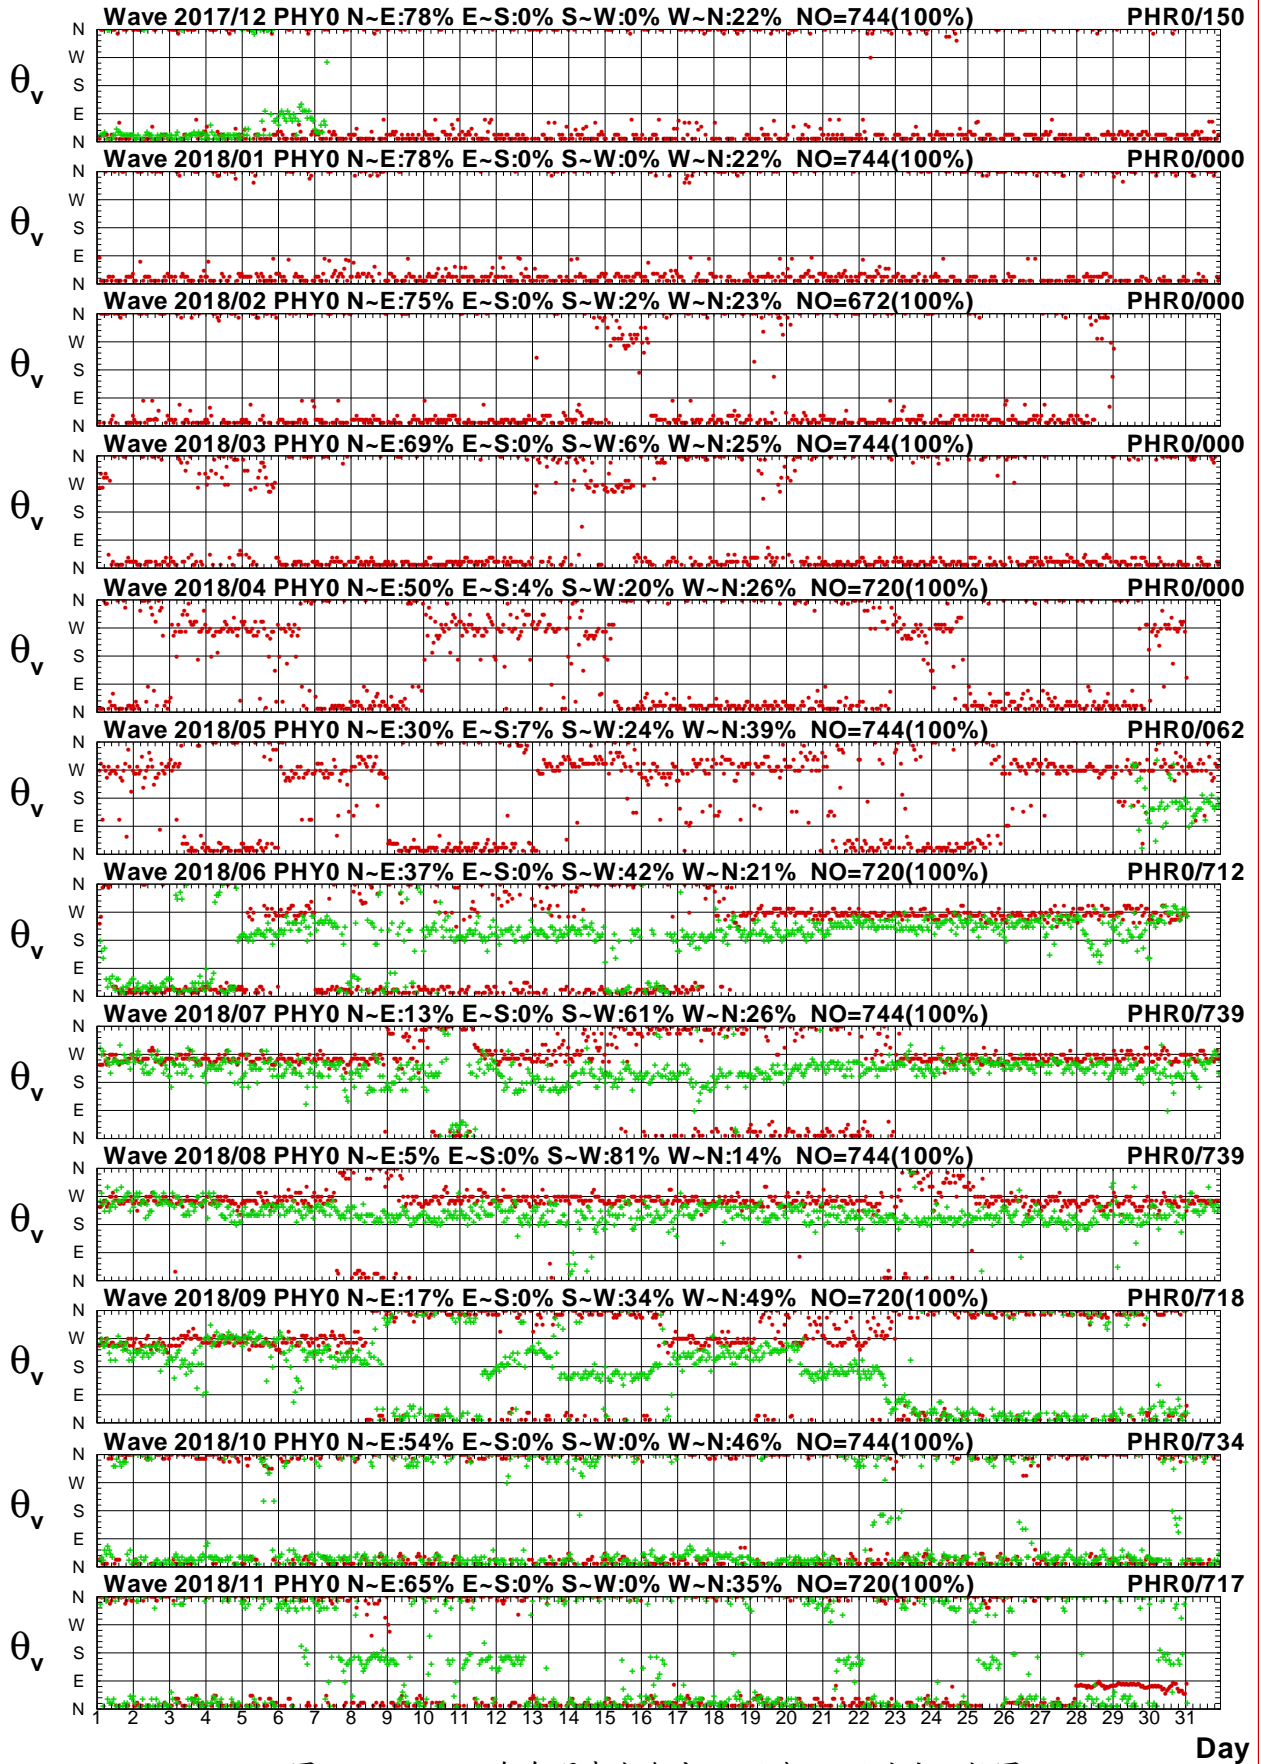 Wave 2017/12 PHY0 N~E:78% E~S:0% S~W:0% W~N:22% NO=744(100%) PHR0/150
N
W
S
E
N
θv
Wave 2018/01 PHY0 N~E:78% E~S:0% S~W:0% W~N:22% NO=744(100%) PHR0/000
N
W
S
E
N
θv
Wave 2018/02 PHY0 N~E:75% E~S:0% S~W:2% W~N:23% NO=672(100%) PHR0/000
N
W
S
E
N
θv
Wave 2018/03 PHY0 N~E:69% E~S:0% S~W:6% W~N:25% NO=744(100%) PHR0/000
N
W
S
E
N
θv
Wave 2018/04 PHY0 N~E:50% E~S:4% S~W:20% W~N:26% NO=720(100%) PHR0/000
N
W
S
E
N
θv
Wave 2018/05 PHY0 N~E:30% E~S:7% S~W:24% W~N:39% NO=744(100%) PHR0/062
N
W
S
E
N
θv
Wave 2018/06 PHY0 N~E:37% E~S:0% S~W:42% W~N:21% NO=720(100%) PHR0/712
N
W
S
E
N
θv
Wave 2018/07 PHY0 N~E:13% E~S:0% S~W:61% W~N:26% NO=744(100%) PHR0/739
N
W
S
E
N
θv
Wave 2018/08 PHY0 N~E:5% E~S:0% S~W:81% W~N:14% NO=744(100%) PHR0/739
N
W
S
E
N
θv
Wave 2018/09 PHY0 N~E:17% E~S:0% S~W:34% W~N:49% NO=720(100%) PHR0/718
N
W
S
E
N
θv
Wave 2018/10 PHY0 N~E:54% E~S:0% S~W:0% W~N:46% NO=744(100%) PHR0/734
N
W
S
E
N
θv
Wave 2018/11 PHY0 N~E:65% E~S:0% S~W:0% W~N:35% NO=720(100%) PHR0/717
N
W
S
E
N
θv
1 2 3 4 5 6 7 8 9 10 11 12 13 14 15 16 17 18 19 20 21 22 23 24 25 26 27 28 29 30 31
Day